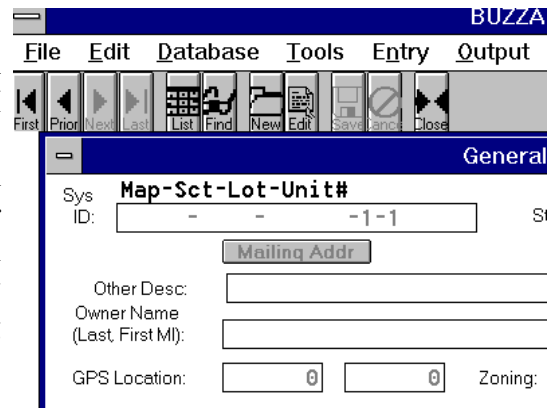 BUZZA
File Edit Database Tools Entry Output
First Prior Next Last List Find New Edit Save Cance Close
General
Sys ID: Map-Sct-Lot-Unit#
- - -1-1
St
Mailing Addr
Other Desc:
Owner Name
(Last, First MI):
GPS Location: 0 0 Zoning: